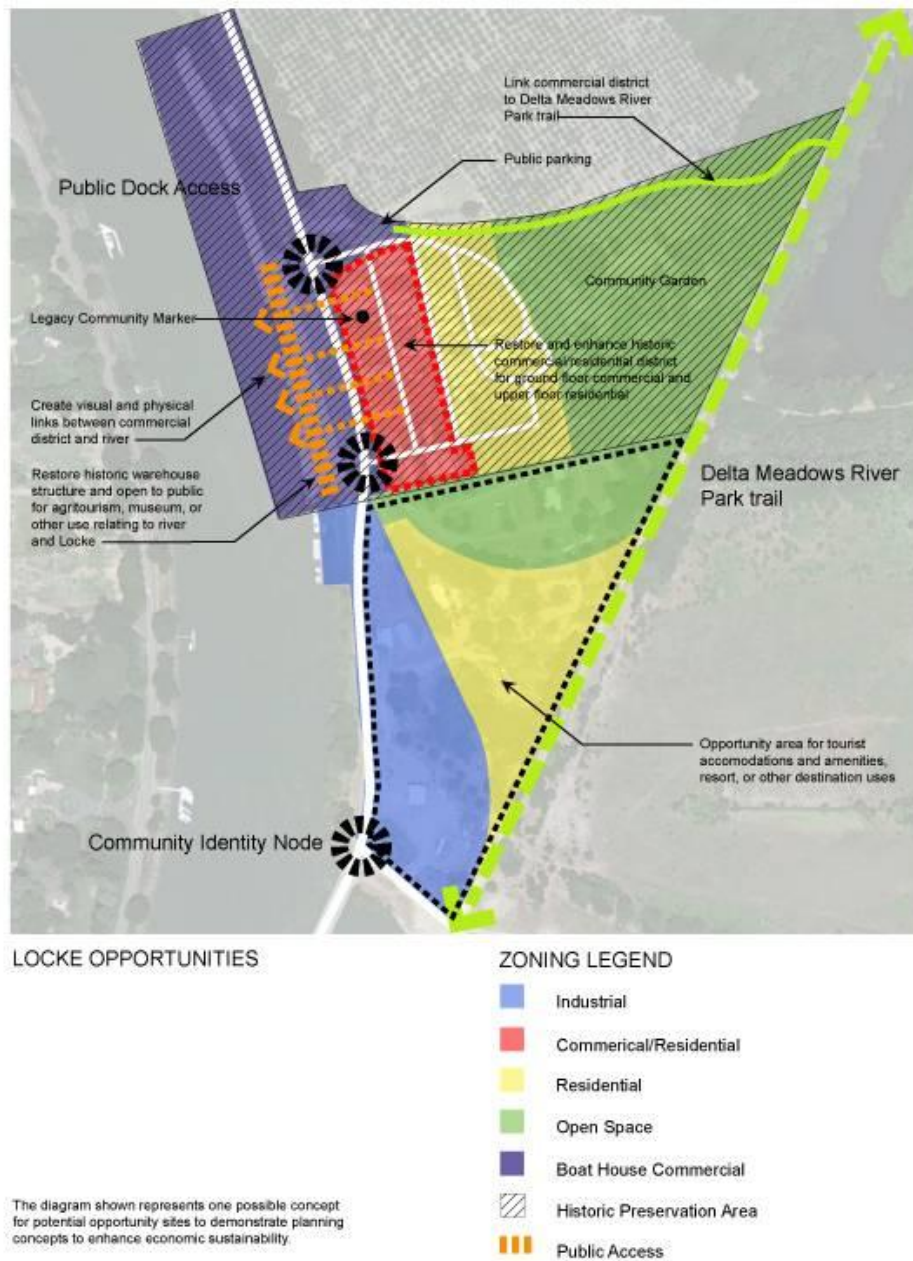 Link commercial district
to Delta Meadows River
Park trail
Public parking
Public Dock Access
Community Garden
Legacy Community Marker
Restore and enhance historic
commercial/residential district
for ground floor commercial and
upper floor residential
Create visual and physical
links between commercial
district and river
Restore historic warehouse
structure and open to public
for agritourism, museum, or
other use relating to river
and Locke
Delta Meadows River
Park trail
Opportunity area for tourist
accomodations and amenities,
resort, or other destination uses
Community Identity Node
LOCKE OPPORTUNITIES
The diagram shown represents one possible concept
for potential opportunity sites to demonstrate planning
concepts to enhance economic sustainability.
ZONING LEGEND
Industrial
Commerical/Residential
Residential
Open Space
Boat House Commercial
Historic Preservation Area
Public Access